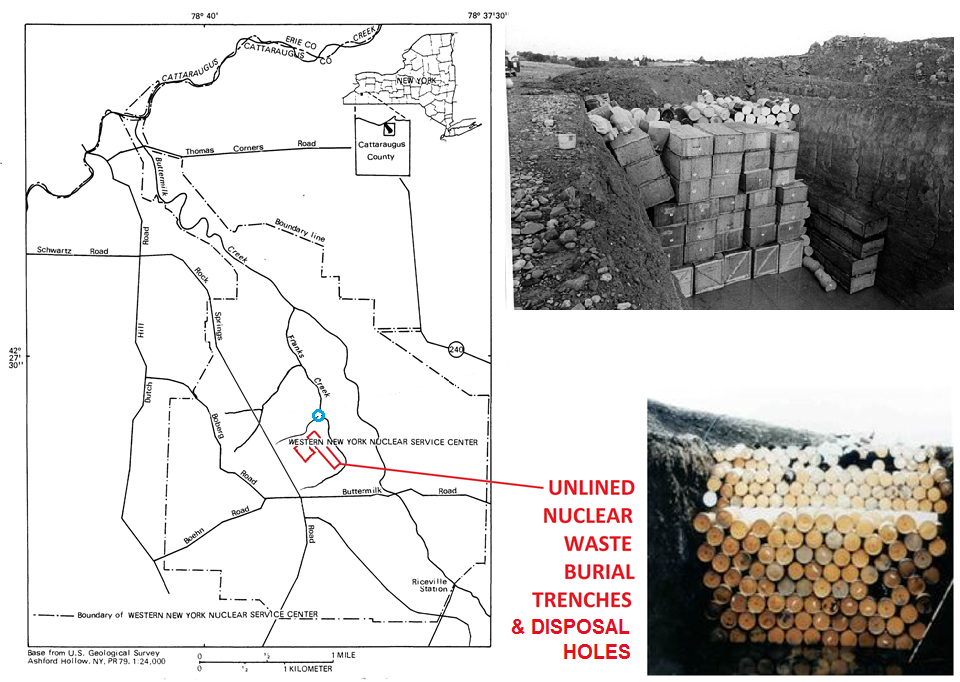 78° 40'
78° 37'30"
ERIE CO
CREEK
CATTARAUGUS
CATTARAUGUS CO
NEW YORK
Cattaraugus
County
Thomas Corners Road
Buttermilk
Creek
Boundary line
Road
Schwartz Road
Rock
Springs
Hill
Franks
Creek
240
42°
27'
30"
Dutch
Boberg
Road
WESTERN NEW YORK NUCLEAR SERVICE CENTER
Buttermilk Road
Boehn Road
Road
Riceville
Station
Boundary of WESTERN NEW YORK NUCLEAR SERVICE CENTER
Base from U.S. Geological Survey
Ashford Hollow, NY, PR79, 1:24,000
0 ½ 1 MILE
0 ½ 1 KILOMETER
UNLINED
NUCLEAR
WASTE
BURIAL
TRENCHES
& DISPOSAL
HOLES